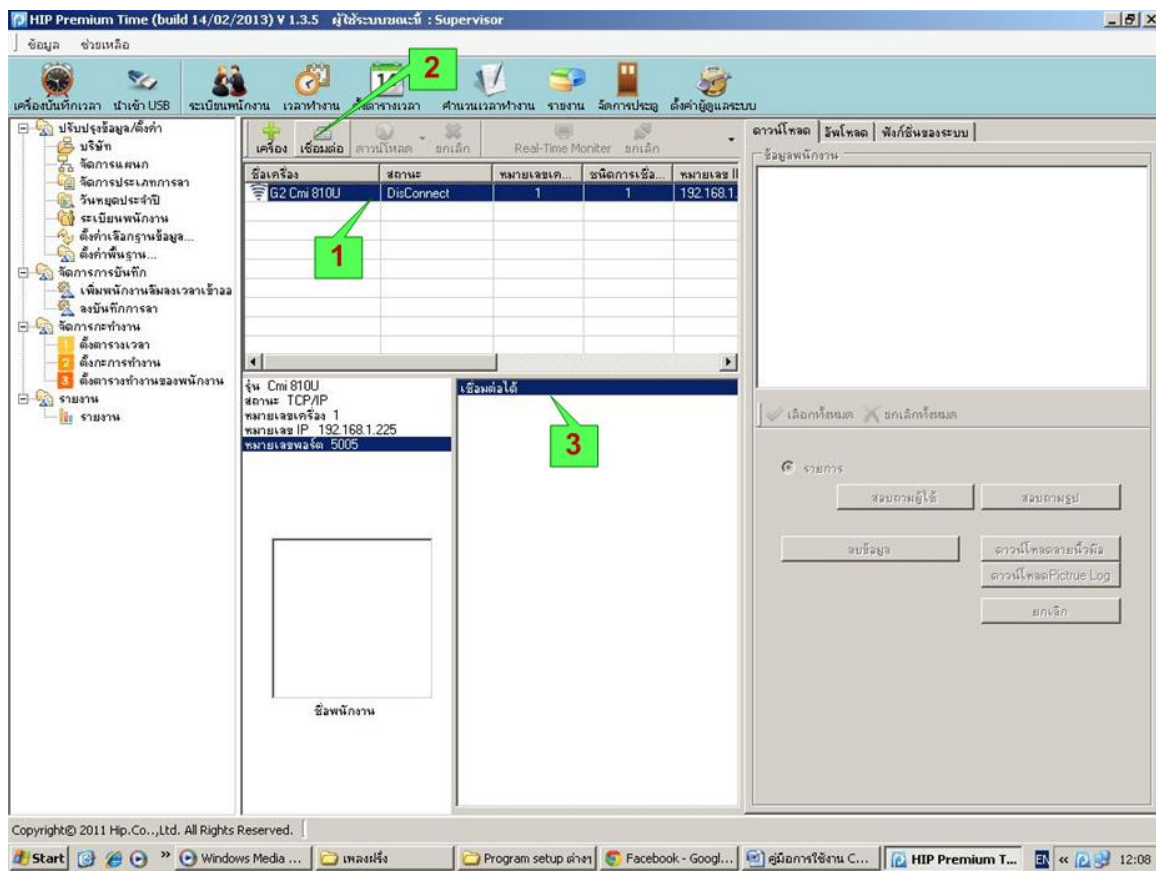 HIP Premium Time (build 14/02/2013) V 1.3.5 ผู้ใช้ระบบขณะนี้ : Supervisor
ข้อมูล ช่วยเหลือ
เครื่องบันทึกเวลา นำเข้า USB ระเบียนพนักงาน เวลาทำงาน ตั้งตารางเวลา คำนวนเวลาทำงาน รายงาน จัดการประตู ตั้งค่าผู้ดูแลระบบ
2
ปรับปรุงข้อมูล/ตั้งค่า
บริษัท
จัดการแผนก
จัดการประเภทการลา
วันหยุดประจำปี
ระเบียนพนักงาน
ตั้งค่าเลือกฐานข้อมูล...
ตั้งค่าพื้นฐาน...
จัดการการบันทึก
เพิ่มพนักงานลืมลงเวลาเข้าออ
ลงบันทึกการลา
จัดการกะทำงาน
1 ตั้งตารางเวลา
2 ตั้งกะการทำงาน
3 ตั้งตารางทำงานของพนักงาน
รายงาน
รายงาน
เครื่อง เชื่อมต่อ ดาวน์โหลด ยกเลิก Real-Time Moniter ยกเลิก
ชื่อเครื่อง สถานะ หมายเลขเค... ชนิดการเชื่อ... หมายเลข II
G2 Cmi 810U DisConnect 1 1 192.168.1.
1
รุ่น Cmi 810U
สถานะ TCP/IP
หมายเลขเครื่อง 1
หมายเลข IP 192.168.1.225
หมายเลขพอร์ต 5005
ชื่อพนักงาน
เชื่อมต่อได้
3
ดาวน์โหลด อัพโหลด ฟังก์ชั่นของระบบ
ข้อมูลพนักงาน
เลือกทั้งหมด ยกเลิกทั้งหมด
รายการ
สอบถามผู้ใช้ สอบถามรูป
ลบข้อมูล ดาวน์โหลดลายนิ้วมือ
ดาวน์โหลดPictrue Log
ยกเลิก
Copyright© 2011 Hip.Co..,Ltd. All Rights Reserved.
Start » Windows Media ... เพลงฝรั่ง Program setup ต่างๆ Facebook - Googl... คู่มือการใช้งาน C... HIP Premium T... EN « 12:08